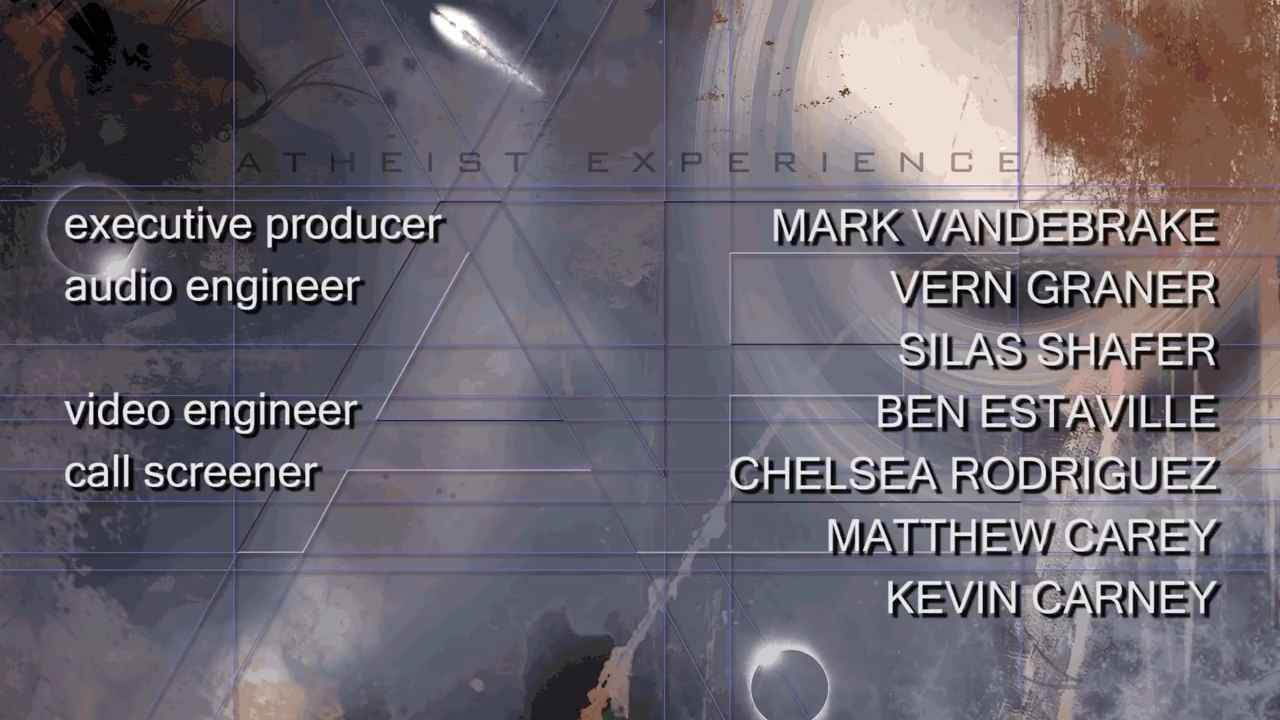 ATHEIST EXPERIENCE
executive producer MARK VANDEBRAKE
audio engineer VERN GRANER
SILAS SHAFER
video engineer BEN ESTAVILLE
call screener CHELSEA RODRIGUEZ
MATTHEW CAREY
KEVIN CARNEY